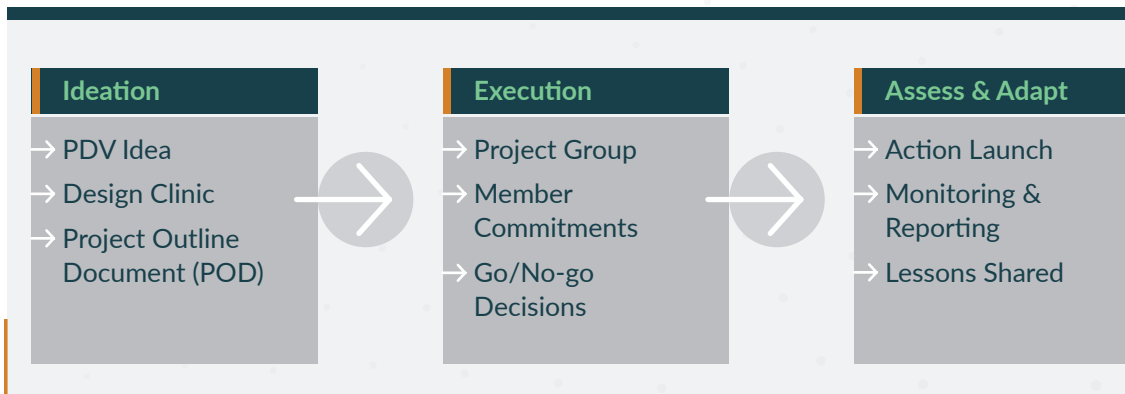 Ideation
PDV Idea
Design Clinic
Project Outline
Document (POD)
Execution
Project Group
Member
Commitments
Go/No-go
Decisions
Assess & Adapt
Action Launch
Monitoring &
Reporting
Lessons Shared